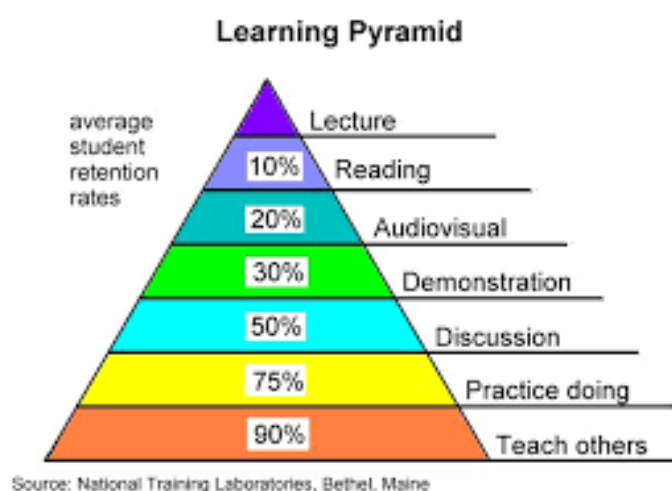 Learning Pyramid
average
student
retention
rates
Lecture
10% Reading
20% Audiovisual
30% Demonstration
50% Discussion
75% Practice doing
90% Teach others
Source: National Training Laboratories, Bethel, Maine